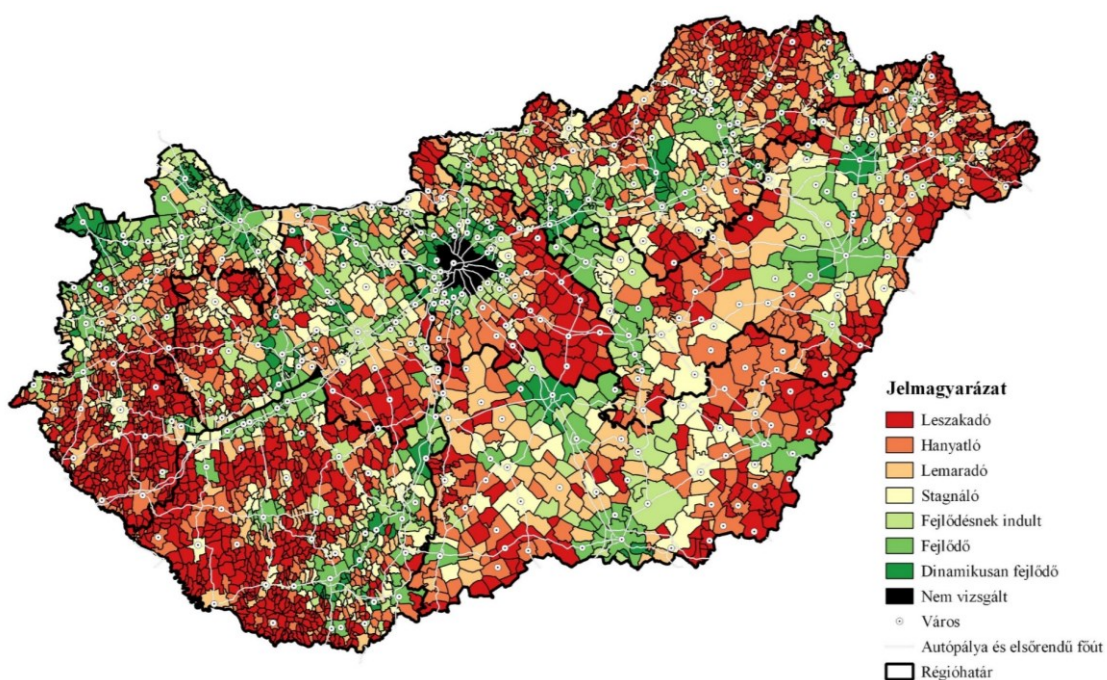 Jelmagyarázat
Leszakadó
Hanyatló
Lemaradó
Stagnáló
Fejlődésnek indult
Fejlődő
Dinamikusan fejlődő
Nem vizsgált
Város
Autópálya és elsőrendű főút
Régióhatár